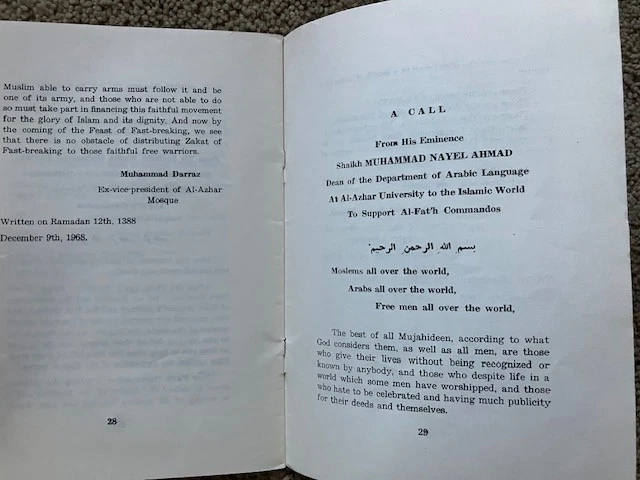 Muslim able to carry arms must follow it and be
one of its army, and those who are not able to do
so must take part in financing this faithful movement
for the glory of Islam and its dignity. And now by
the coming of the Feast of Fast-breaking, we see
that there is no obstacle of distributing Zakat of
Fast-breaking to those faithful free warriors.
Muhammad Darraz
Ex-vice-president of Al-Azhar
Mosque
Written on Ramadan 12th, 1388
December 9th, 1968.
28
A CALL
From His Eminence
Shaikh MUHAMMAD NAYEL AHMAD
Dean of the Department of Arabic Language
At Al-Azhar University to the Islamic World
To Support Al-Fat'h Commandos
بسم الله الرحمن الرحيم
Moslems all over the world,
Arabs all over the world,
Free men all over the world,
The best of all Mujahideen, according to what
God considers them, as well as all men, are those
who give their lives without being recognized or
known by anybody, and those who despite life in a
world which some men have worshipped, and those
who hate to be celebrated and having much publicity
for their deeds and themselves.
29